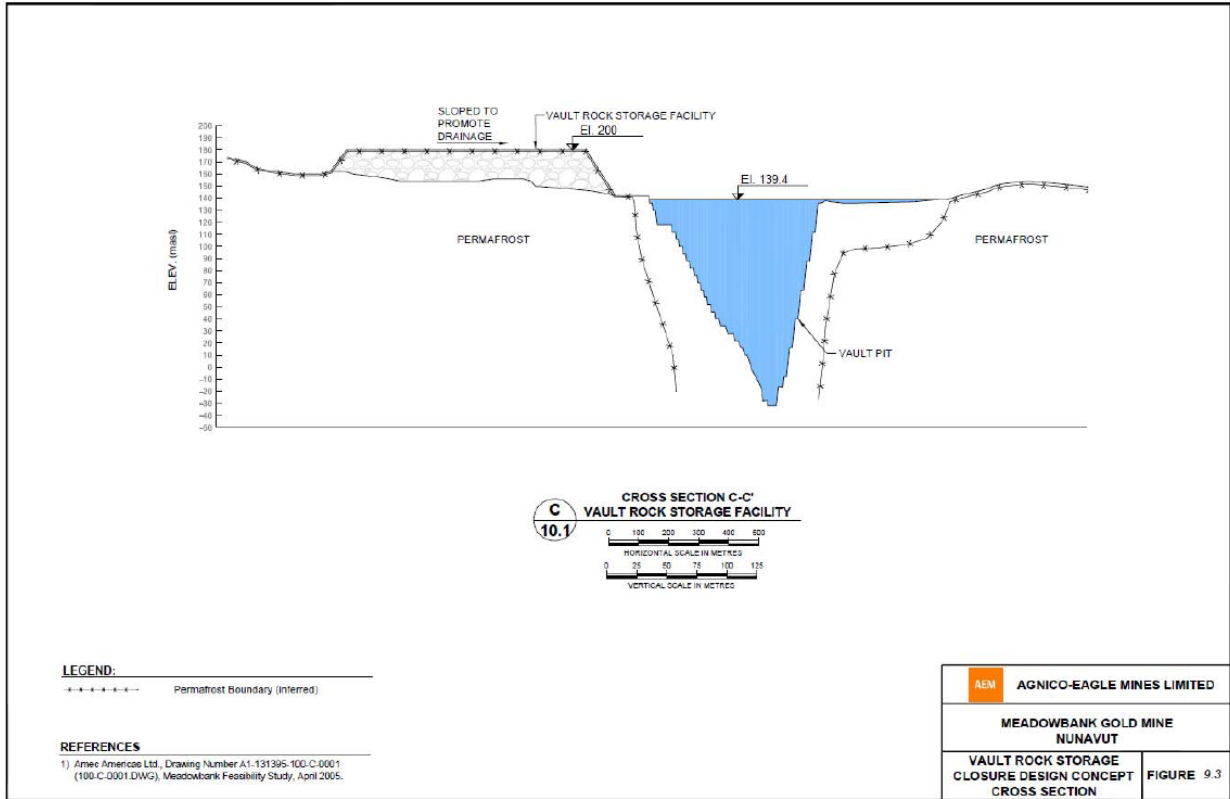 SLOPED TO
PROMOTE
DRAINAGE
VAULT ROCK STORAGE FACILITY
El. 200
El. 139.4
200
190
180
170
160
150
140
130
120
110
100
90
80
70
60
50
40
30
20
10
0
-10
-20
-30
-40
-50
ELEV. (masl)
PERMAFROST
PERMAFROST
VAULT PIT
C
10.1
CROSS SECTION C-C'
VAULT ROCK STORAGE FACILITY
0 100 200 300 400 500
HORIZONTAL SCALE IN METRES
0 25 50 75 100 125
VERTICAL SCALE IN METRES
LEGEND:
Permafrost Boundary (Inferred)
REFERENCES
1) Amec Americas Ltd., Drawing Number A1-131395-100-C-0001
(100-C-0001.DWG), Meadowbank Feasibility Study, April 2005.
AEM AGNICO-EAGLE MINES LIMITED
MEADOWBANK GOLD MINE
NUNAVUT
VAULT ROCK STORAGE
CLOSURE DESIGN CONCEPT
CROSS SECTION
FIGURE 9.3